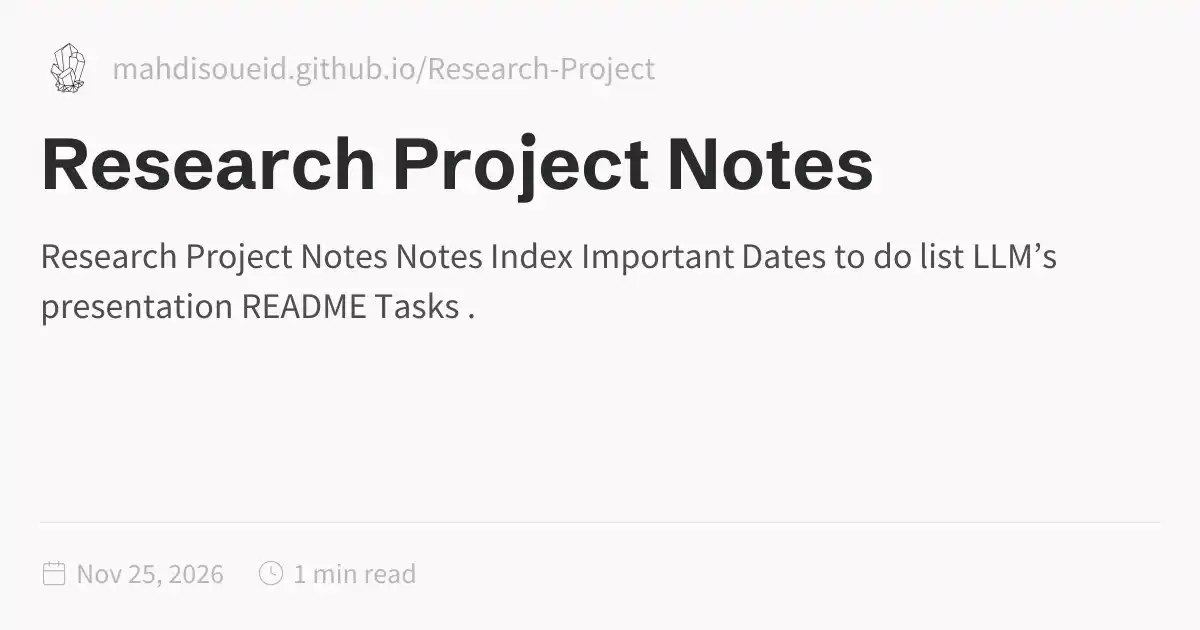 mahdisoueid.github.io/Research-Project
Research Project Notes
Research Project Notes Notes Index Important Dates to do list LLM’s
presentation README Tasks .
Nov 25, 2026 1 min read